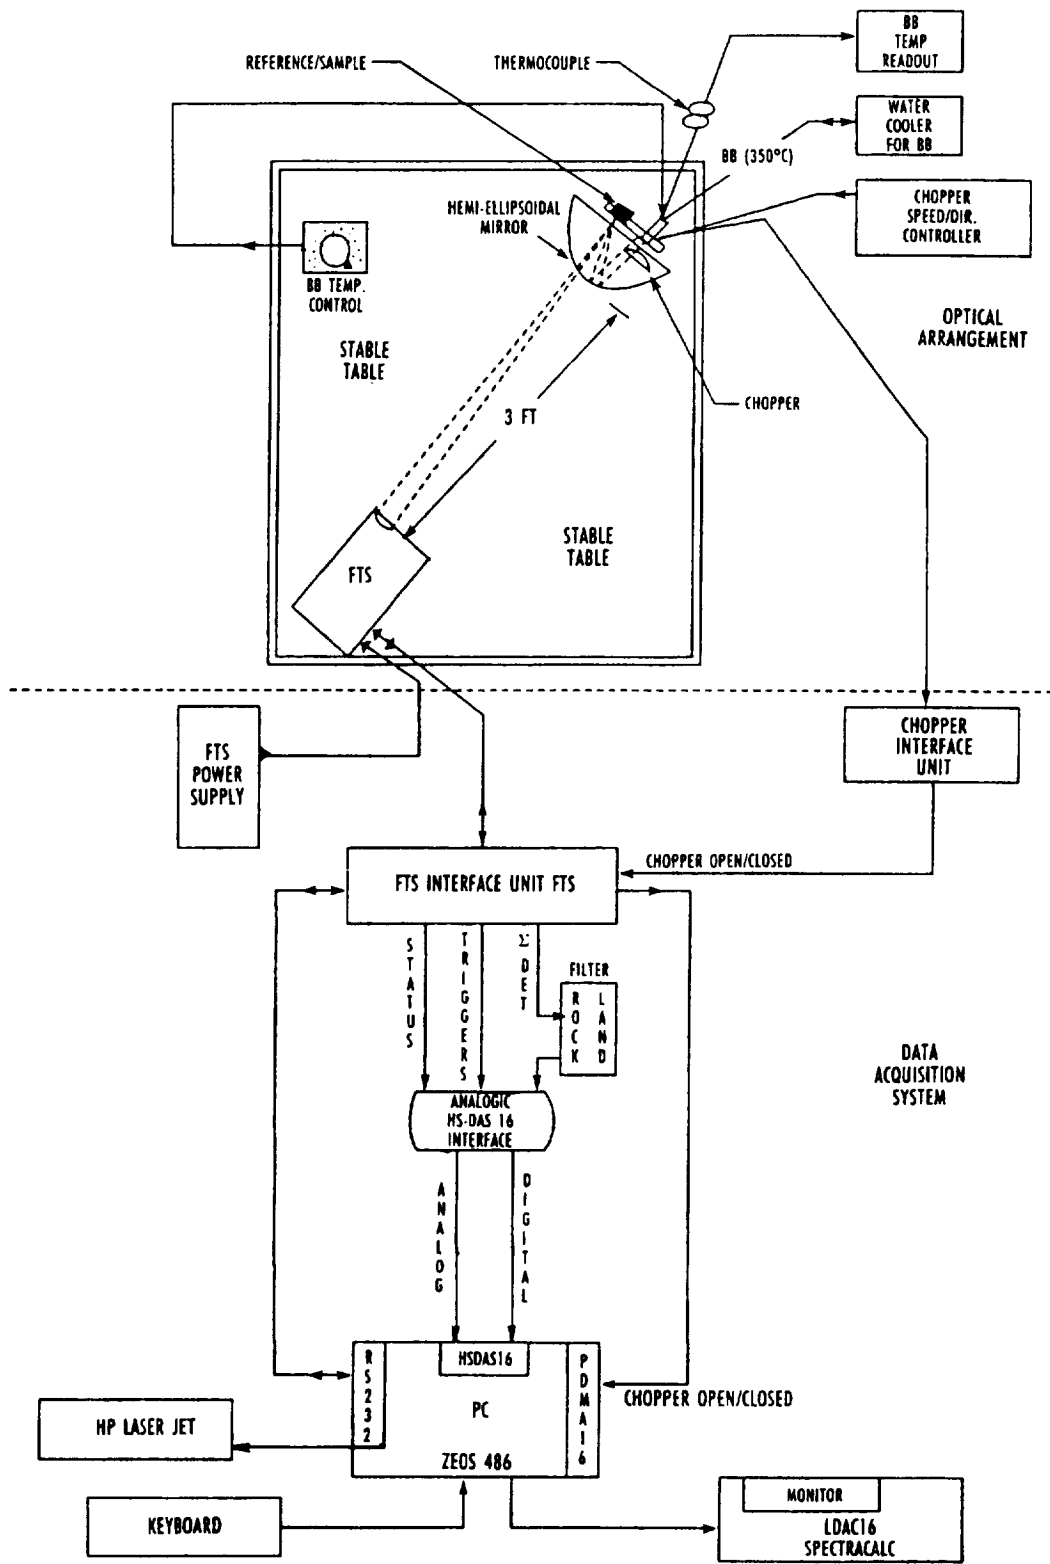 BB
TEMP
READOUT
REFERENCE/SAMPLE
THERMOCOUPLE
WATER
COOLER
FOR BB
BB (350°C)
CHOPPER
SPEED/DIR.
CONTROLLER
HEMI-ELLIPSOIDAL
MIRROR
BB TEMP.
CONTROL
OPTICAL
ARRANGEMENT
STABLE
TABLE
CHOPPER
3 FT
STABLE
TABLE
FTS
FTS
POWER
SUPPLY
CHOPPER
INTERFACE
UNIT
CHOPPER OPEN/CLOSED
FTS INTERFACE UNIT FTS
STATUS
TRIGGERS
Σ DET
FILTER
ROCK
LAND
DATA
ACQUISITION
SYSTEM
ANALOGIC
HS-DAS 16
INTERFACE
ANALOG
DIGITAL
RS232
HSDAS16
PDMA16
PC
ZEOS 486
CHOPPER OPEN/CLOSED
HP LASER JET
KEYBOARD
MONITOR
LDAC16
SPECTRACALC